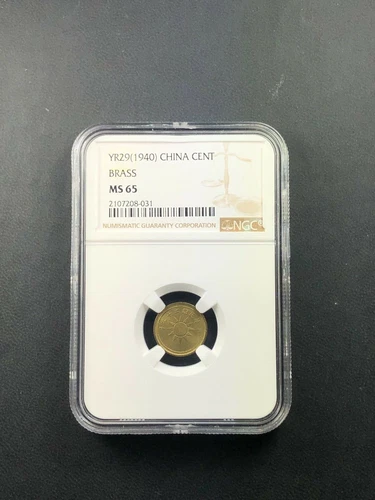 YR29(1940) CHINA CENT
BRASS
MS 65
2107208-031
NUMISMATIC GUARANTY CORPORATION NGC